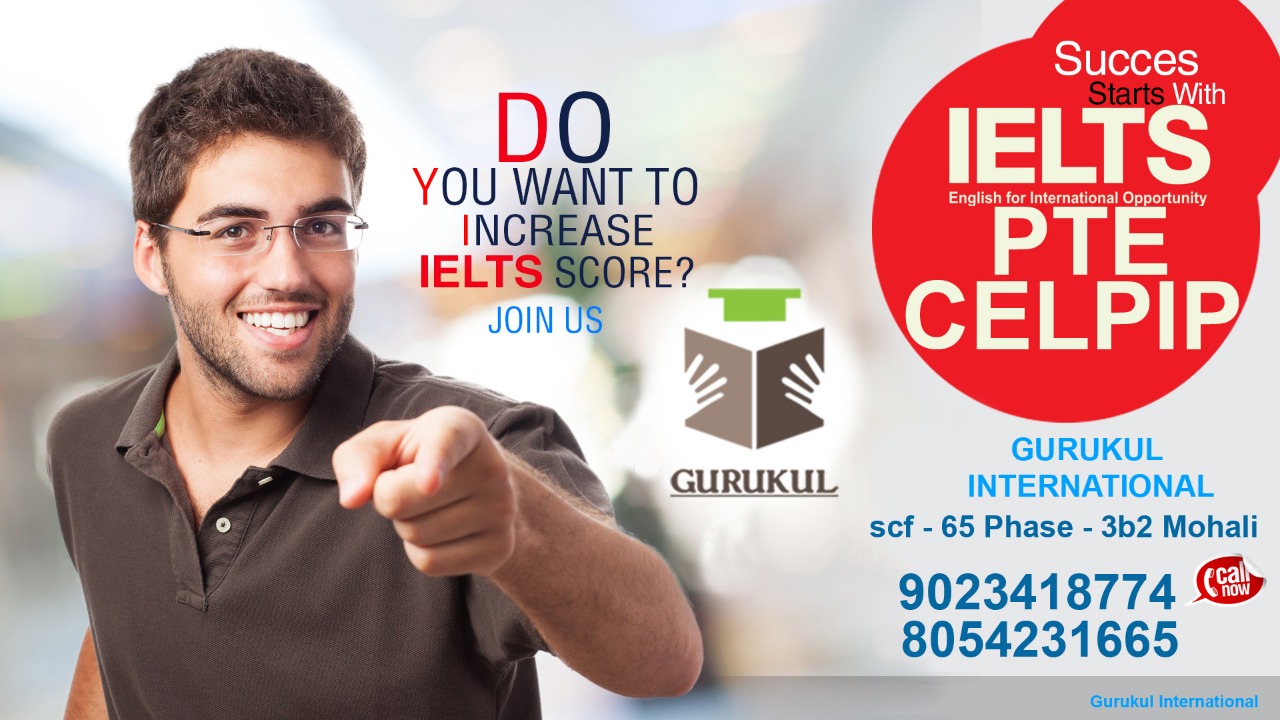 DO
YOU WANT TO
INCREASE
IELTS SCORE?
JOIN US
GURUKUL
Succes
Starts With
IELTS
English for International Opportunity
PTE
CELPIP
GURUKUL
INTERNATIONAL
scf - 65 Phase - 3b2 Mohali
9023418774
call
now
8054231665
Gurukul International